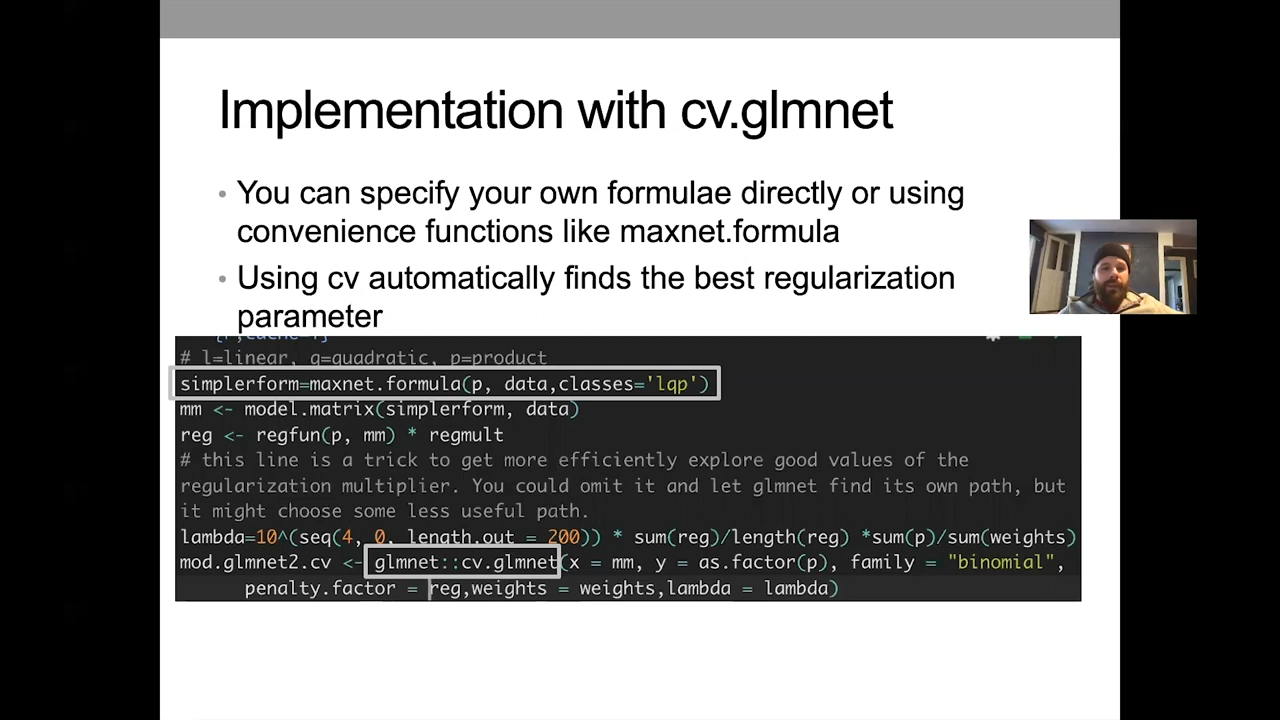 Implementation with cv.glmnet
• You can specify your own formulae directly or using
convenience functions like maxnet.formula
• Using cv automatically finds the best regularization
parameter
# l=linear, q=quadratic, p=product
simplerform=maxnet.formula(p, data,classes='lqp')
mm <- model.matrix(simplerform, data)
reg <- regfun(p, mm) * regmult
# this line is a trick to get more efficiently explore good values of the
regularization multiplier. You could omit it and let glmnet find its own path, but
it might choose some less useful path.
lambda=10^(seq(4, 0, length.out = 200)) * sum(reg)/length(reg) *sum(p)/sum(weights)
mod.glmnet2.cv <- glmnet::cv.glmnet(x = mm, y = as.factor(p), family = "binomial",
penalty.factor = reg,weights = weights,lambda = lambda)